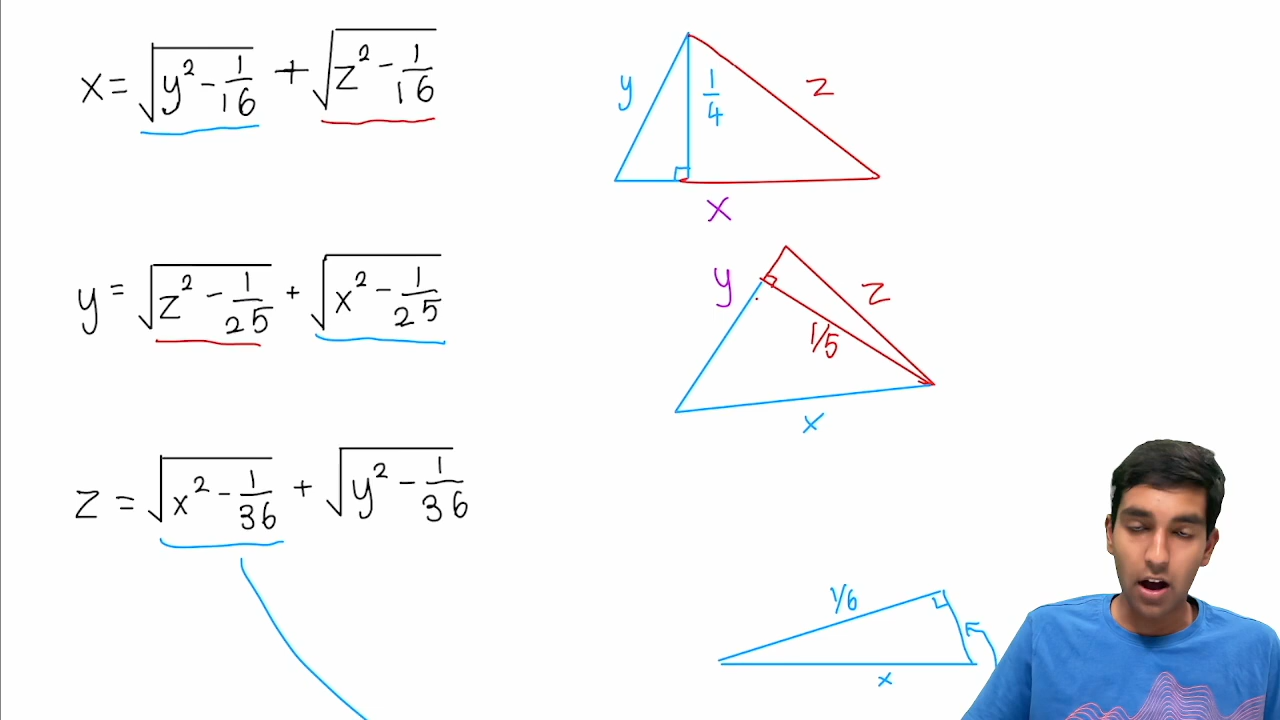 x = √(y² - 1/16) + √(z² - 1/16)
y z
1/4
x
y = √(z² - 1/25) + √(x² - 1/25)
y z
1/5
x
z = √(x² - 1/36) + √(y² - 1/36)
1/6
x